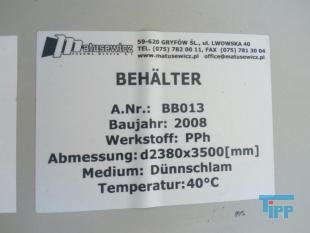 matusewicz
59-620 GRYFÓW ŚL., ul. LWOWSKA 40
TEL. (075) 782 00 11, FAX (075) 781 30 04
www.matusewicz.pl office@matusewicz.pl
BEHÄLTER
A.Nr.: BB013
Baujahr: 2008
Werkstoff: PPh
Abmessung: d2380x3500[mm]
Medium: Dünnschlam
Temperatur: 40°C
TIPP